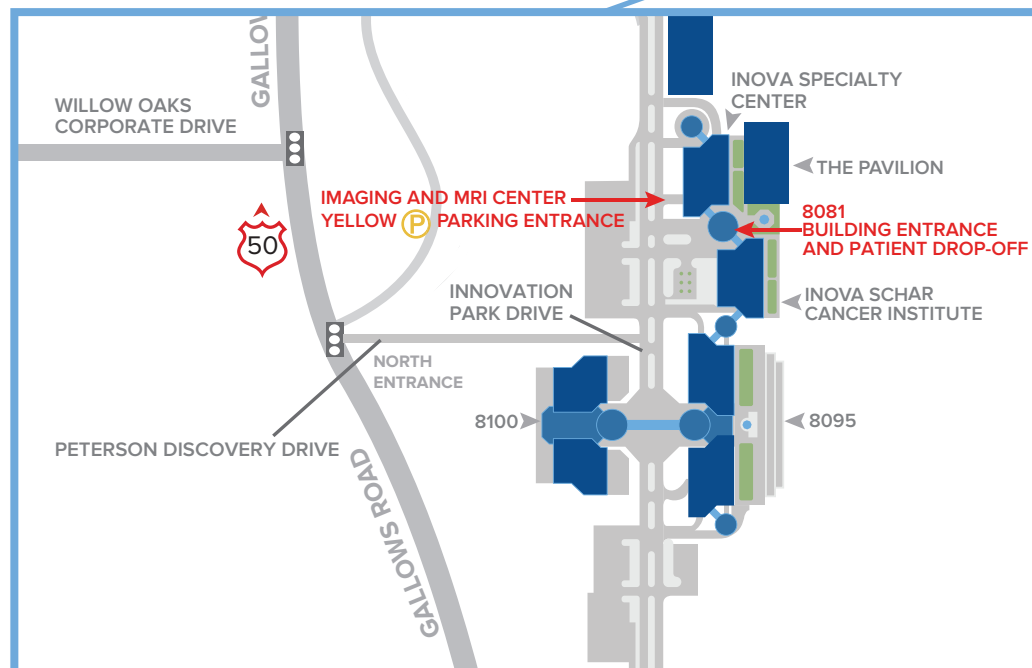 GALLOW
WILLOW OAKS
CORPORATE DRIVE
INOVA SPECIALTY
CENTER
THE PAVILION
IMAGING AND MRI CENTER
YELLOW P PARKING ENTRANCE
8081
BUILDING ENTRANCE
AND PATIENT DROP-OFF
50
INNOVATION
PARK DRIVE
INOVA SCHAR
CANCER INSTITUTE
NORTH
ENTRANCE
8100
8095
PETERSON DISCOVERY DRIVE
GALLOWS ROAD